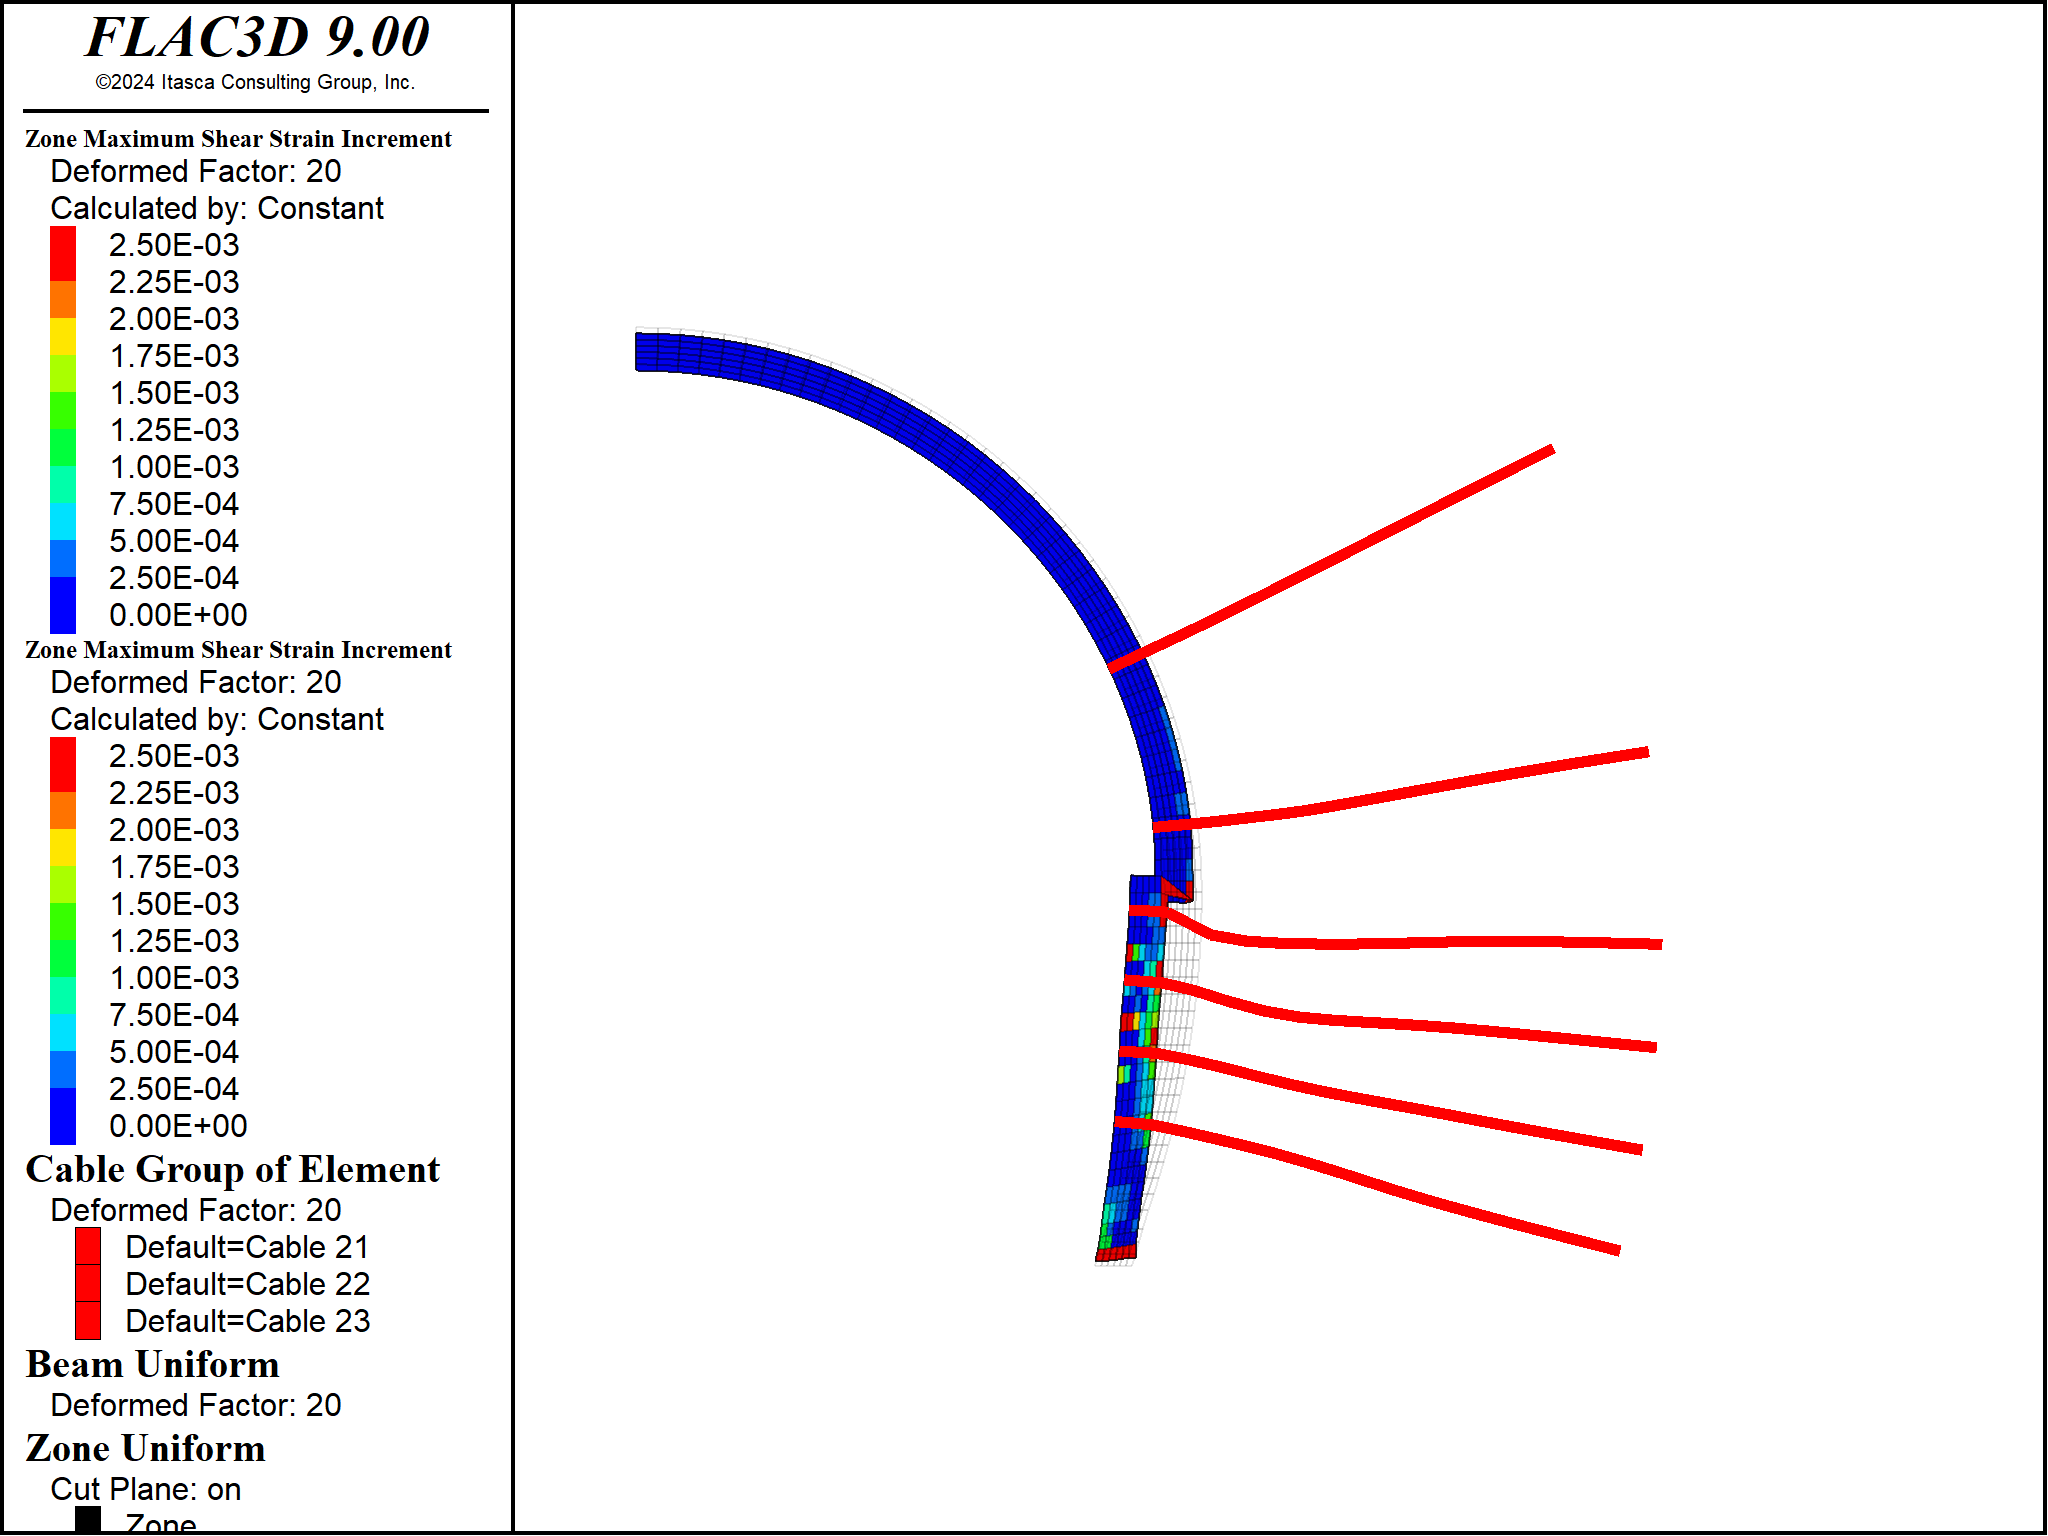 FLAC3D 9.00
©2024 Itasca Consulting Group, Inc.
Zone Maximum Shear Strain Increment
Deformed Factor: 20
Calculated by: Constant
2.50E-03
2.25E-03
2.00E-03
1.75E-03
1.50E-03
1.25E-03
1.00E-03
7.50E-04
5.00E-04
2.50E-04
0.00E+00
Zone Maximum Shear Strain Increment
Deformed Factor: 20
Calculated by: Constant
2.50E-03
2.25E-03
2.00E-03
1.75E-03
1.50E-03
1.25E-03
1.00E-03
7.50E-04
5.00E-04
2.50E-04
0.00E+00
Cable Group of Element
Deformed Factor: 20
Default=Cable 21
Default=Cable 22
Default=Cable 23
Beam Uniform
Deformed Factor: 20
Zone Uniform
Cut Plane: on
Zone